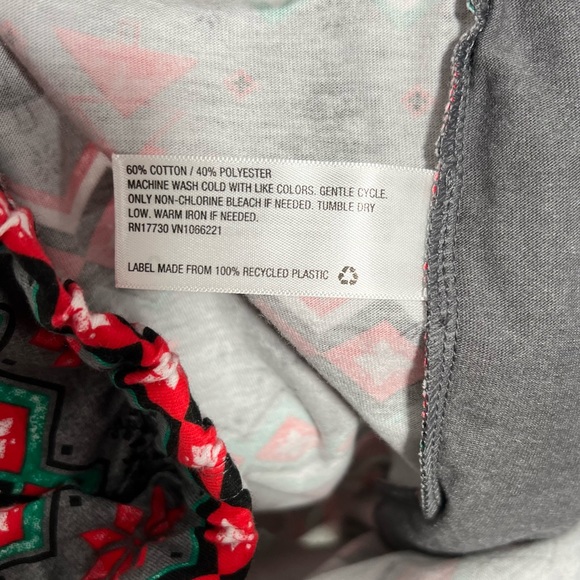 60% COTTON / 40% POLYESTER
MACHINE WASH COLD WITH LIKE COLORS. GENTLE CYCLE.
ONLY NON-CHLORINE BLEACH IF NEEDED. TUMBLE DRY
LOW. WARM IRON IF NEEDED.
RN17730 VN1066221
LABEL MADE FROM 100% RECYCLED PLASTIC